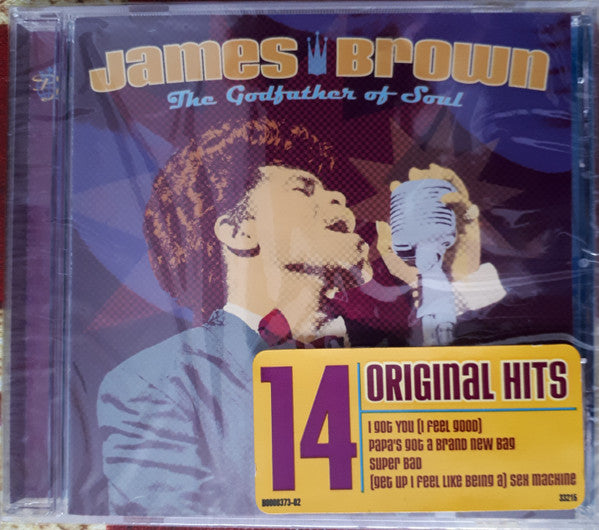 James Brown
The Godfather of Soul
14
ORIGINAL HITS
I GOT YOU (I FEEL GOOD)
PAPA'S GOT A BRAND NEW BAG
SUPER BAD
(GET UP I FEEL LIKE BEING A) SEX MACHINE
B0000373-02
33215